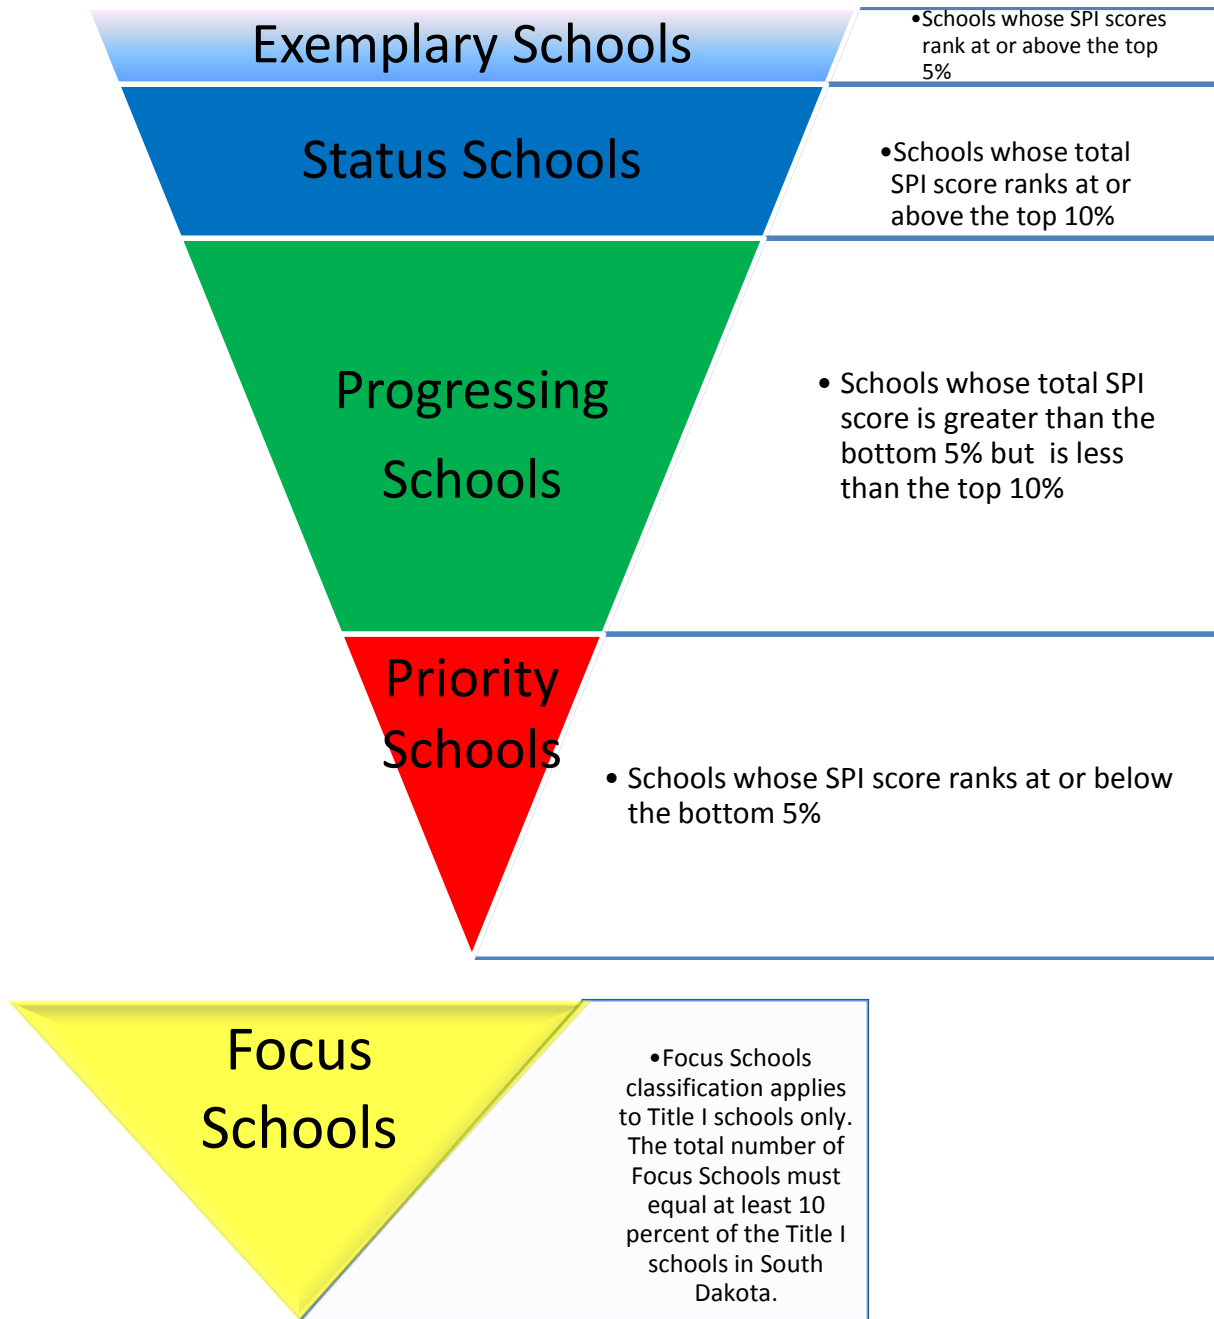 Exemplary Schools
•Schools whose SPI scores
rank at or above the top
5%
Status Schools
•Schools whose total
SPI score ranks at or
above the top 10%
Progressing
Schools
• Schools whose total SPI
score is greater than the
bottom 5% but  is less
than the top 10%
Priority
Schools
• Schools whose SPI score ranks at or below
the bottom 5%
Focus
Schools
•Focus Schools
classification applies
to Title I schools only.
The total number of
Focus Schools must
equal at least 10
percent of the Title I
schools in South
Dakota.